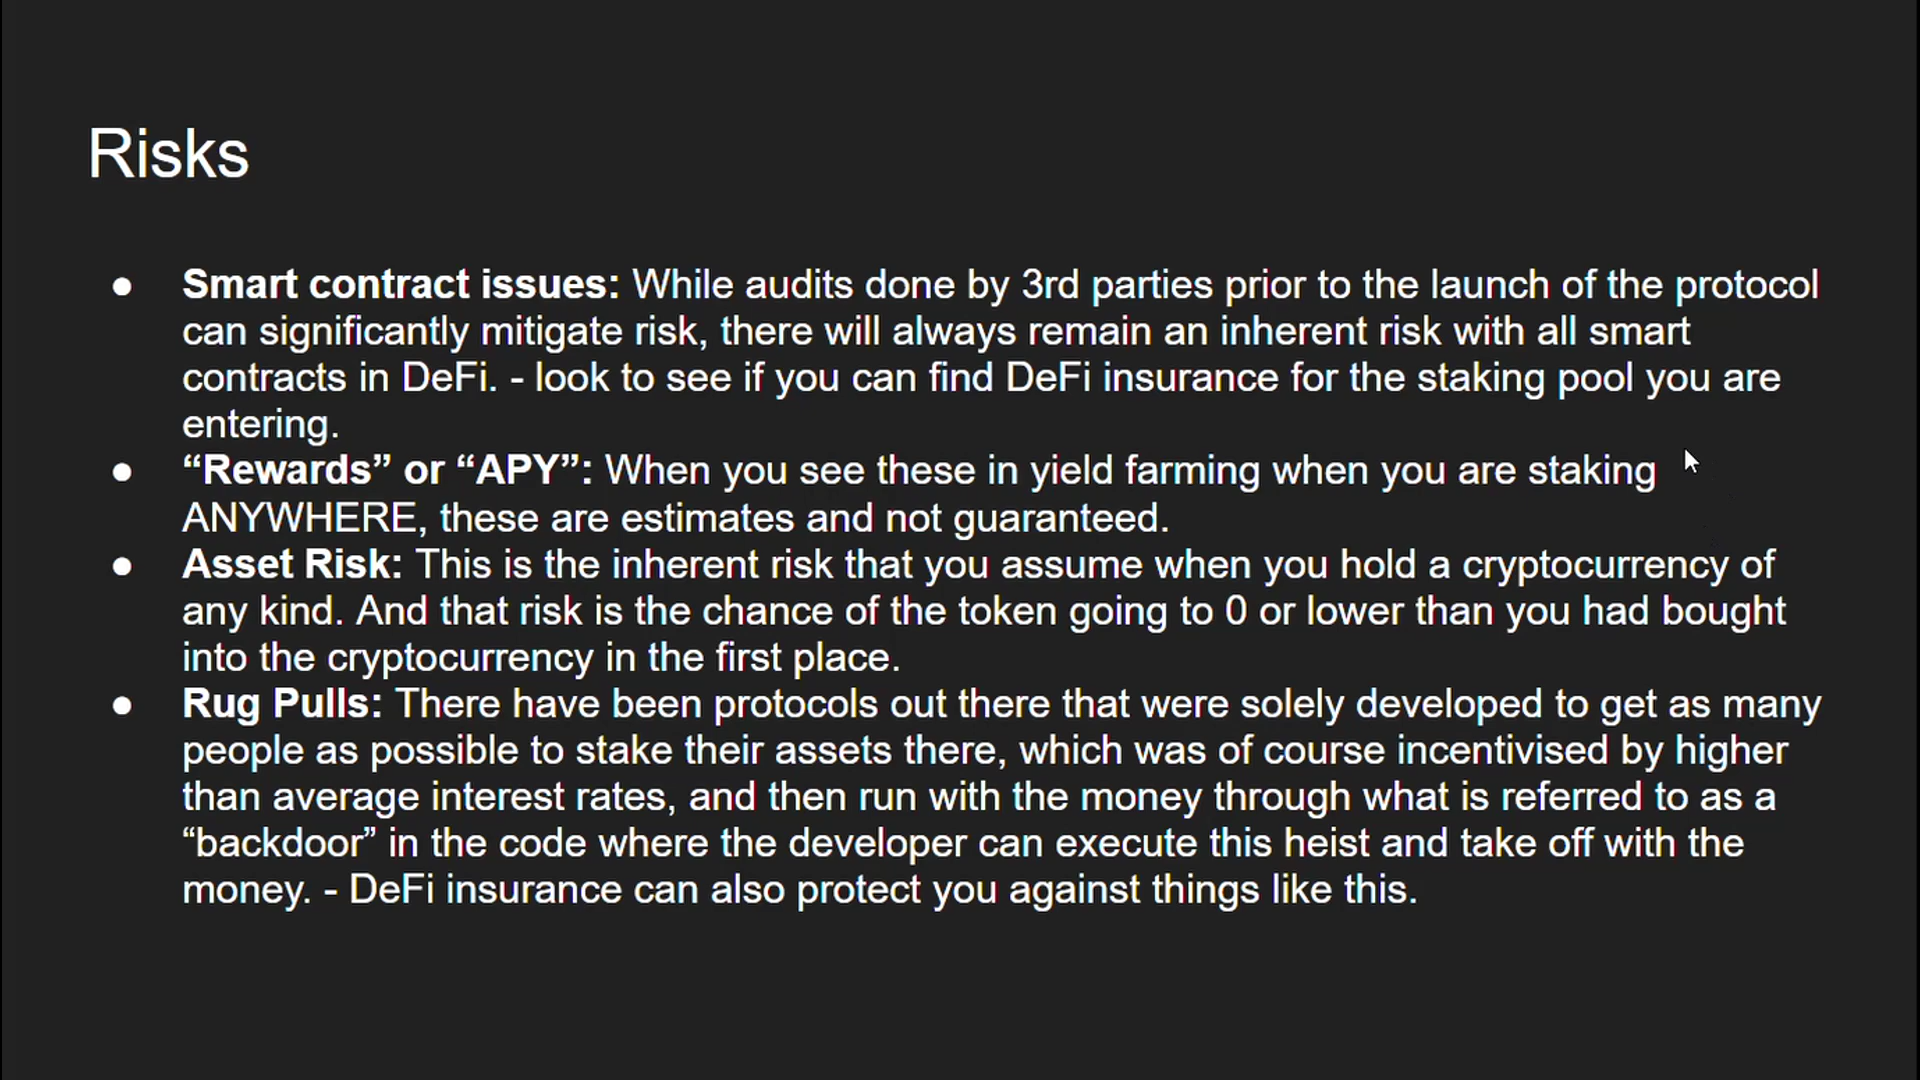 Risks
● Smart contract issues: While audits done by 3rd parties prior to the launch of the protocol
can significantly mitigate risk, there will always remain an inherent risk with all smart
contracts in DeFi. - look to see if you can find DeFi insurance for the staking pool you are
entering.
● “Rewards” or “APY”: When you see these in yield farming when you are staking
ANYWHERE, these are estimates and not guaranteed.
● Asset Risk: This is the inherent risk that you assume when you hold a cryptocurrency of
any kind. And that risk is the chance of the token going to 0 or lower than you had bought
into the cryptocurrency in the first place.
● Rug Pulls: There have been protocols out there that were solely developed to get as many
people as possible to stake their assets there, which was of course incentivised by higher
than average interest rates, and then run with the money through what is referred to as a
“backdoor” in the code where the developer can execute this heist and take off with the
money. - DeFi insurance can also protect you against things like this.